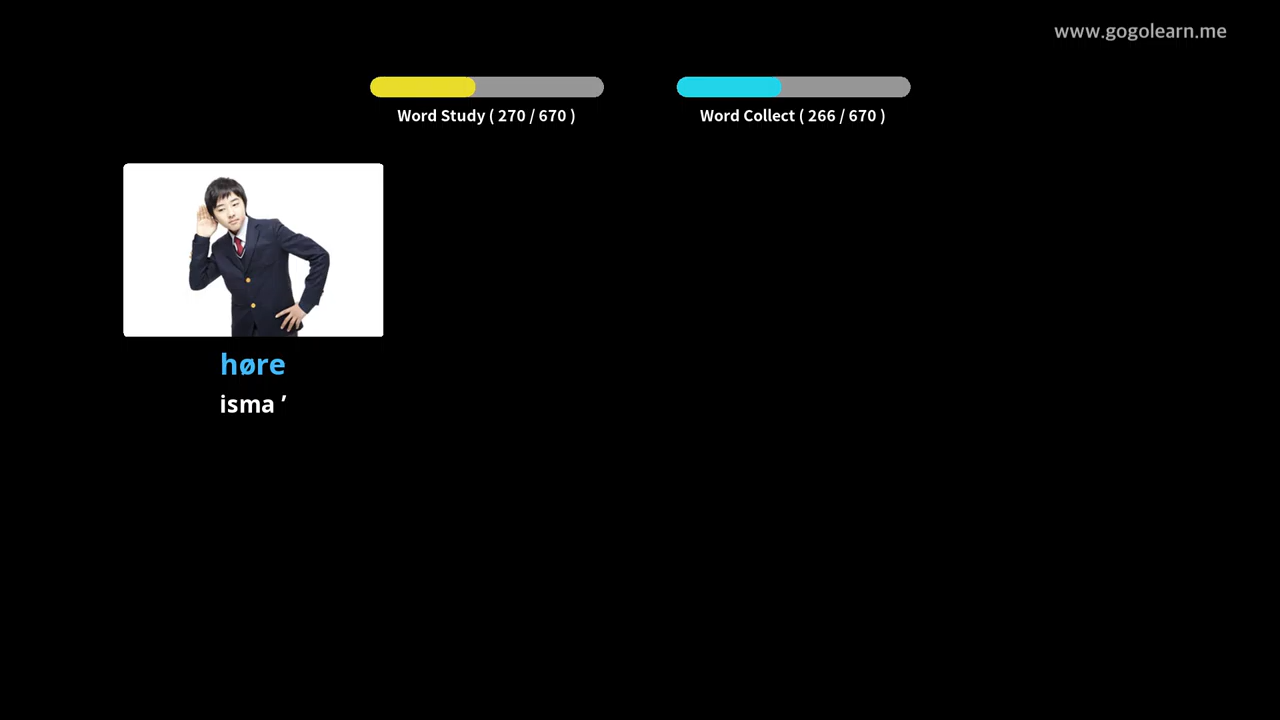 www.gogolearn.me
Word Study ( 270 / 670 )
Word Collect ( 266 / 670 )
høre
isma ’